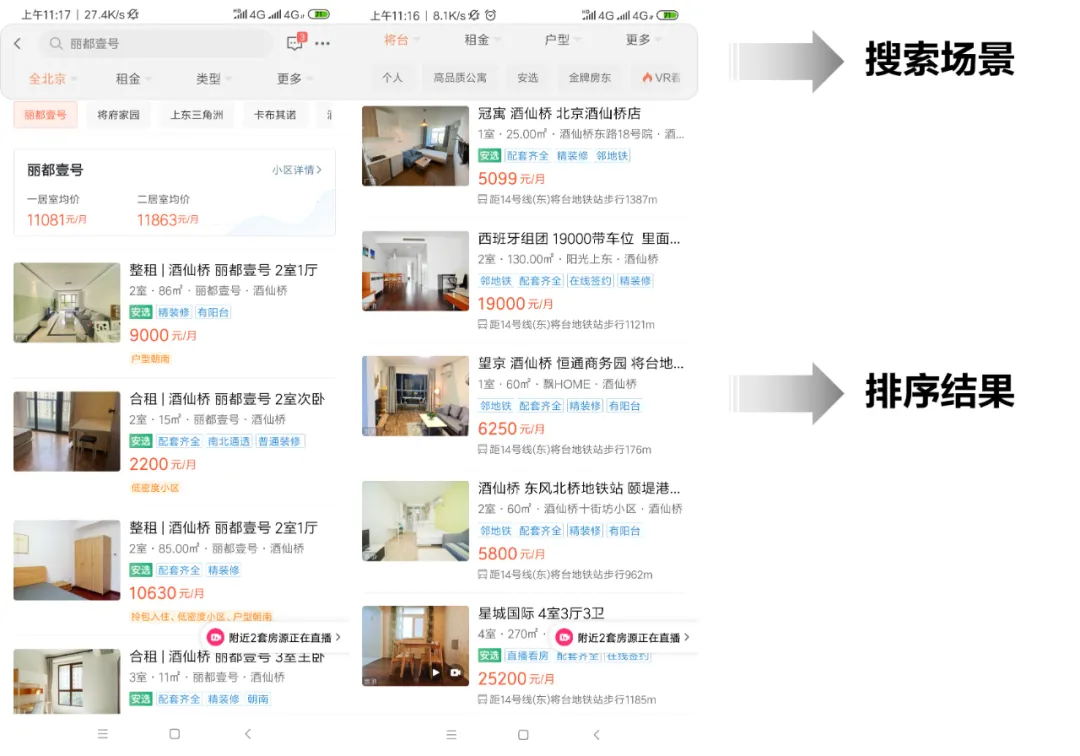 上午11:17 | 27.4K/s
4G 4G
丽都壹号
3
全北京
租金
类型
更多
丽都壹号
将府家园
上东三角洲
卡布其诺
丽都壹号
小区详情>
一居室均价
二居室均价
11081元/月
11863元/月
整租 | 酒仙桥 丽都壹号 2室1厅
2室·86㎡·丽都壹号·酒仙桥
安选 精装修 有阳台
9000元/月
户型朝南
合租 | 酒仙桥 丽都壹号 2室次卧
2室·15㎡·丽都壹号·酒仙桥
安选 配套齐全 南北通透 普通装修
2200元/月
低密度小区
整租 | 酒仙桥 丽都壹号 2室1厅
2室·85.00㎡·丽都壹号·酒仙桥
安选 配套齐全 精装修
10630元/月
拎包入住、低密度小区、户型朝南
附近2套房源正在直播>
合租 | 酒仙桥 丽都壹号 3室主卧
3室·11㎡·丽都壹号·酒仙桥
安选 配套齐全 精装修 朝南
上午11:16 | 8.1K/s
4G 4G
将台
租金
户型
更多
个人
高品质公寓
安选
金牌房东
VR看
冠寓 酒仙桥 北京酒仙桥店
1室·25.00㎡·酒仙桥东路18号院·酒...
安选 配套齐全 精装修 邻地铁
5099元/月
距14号线(东)将台地铁站步行1387m
西班牙组团 19000带车位 里面...
2室·130.00㎡·阳光上东·酒仙桥
邻地铁 配套齐全 在线签约 精装修
19000元/月
距14号线(东)将台地铁站步行1121m
望京 酒仙桥 恒通商务园 将台地...
1室·60㎡·飘HOME·酒仙桥
邻地铁 配套齐全 精装修 有阳台
6250元/月
距14号线(东)将台地铁站步行176m
酒仙桥 东风北桥地铁站 颐堤港...
2室·60㎡·酒仙桥十街坊小区·酒仙桥
邻地铁 配套齐全 精装修 有阳台
5800元/月
距14号线(东)将台地铁站步行962m
星城国际 4室3厅3卫
4室·270㎡·
附近2套房源正在直播>
安选 直播看房 配套齐全 在线签约
25200元/月
距14号线(东)将台地铁站步行1185m
搜索场景
排序结果